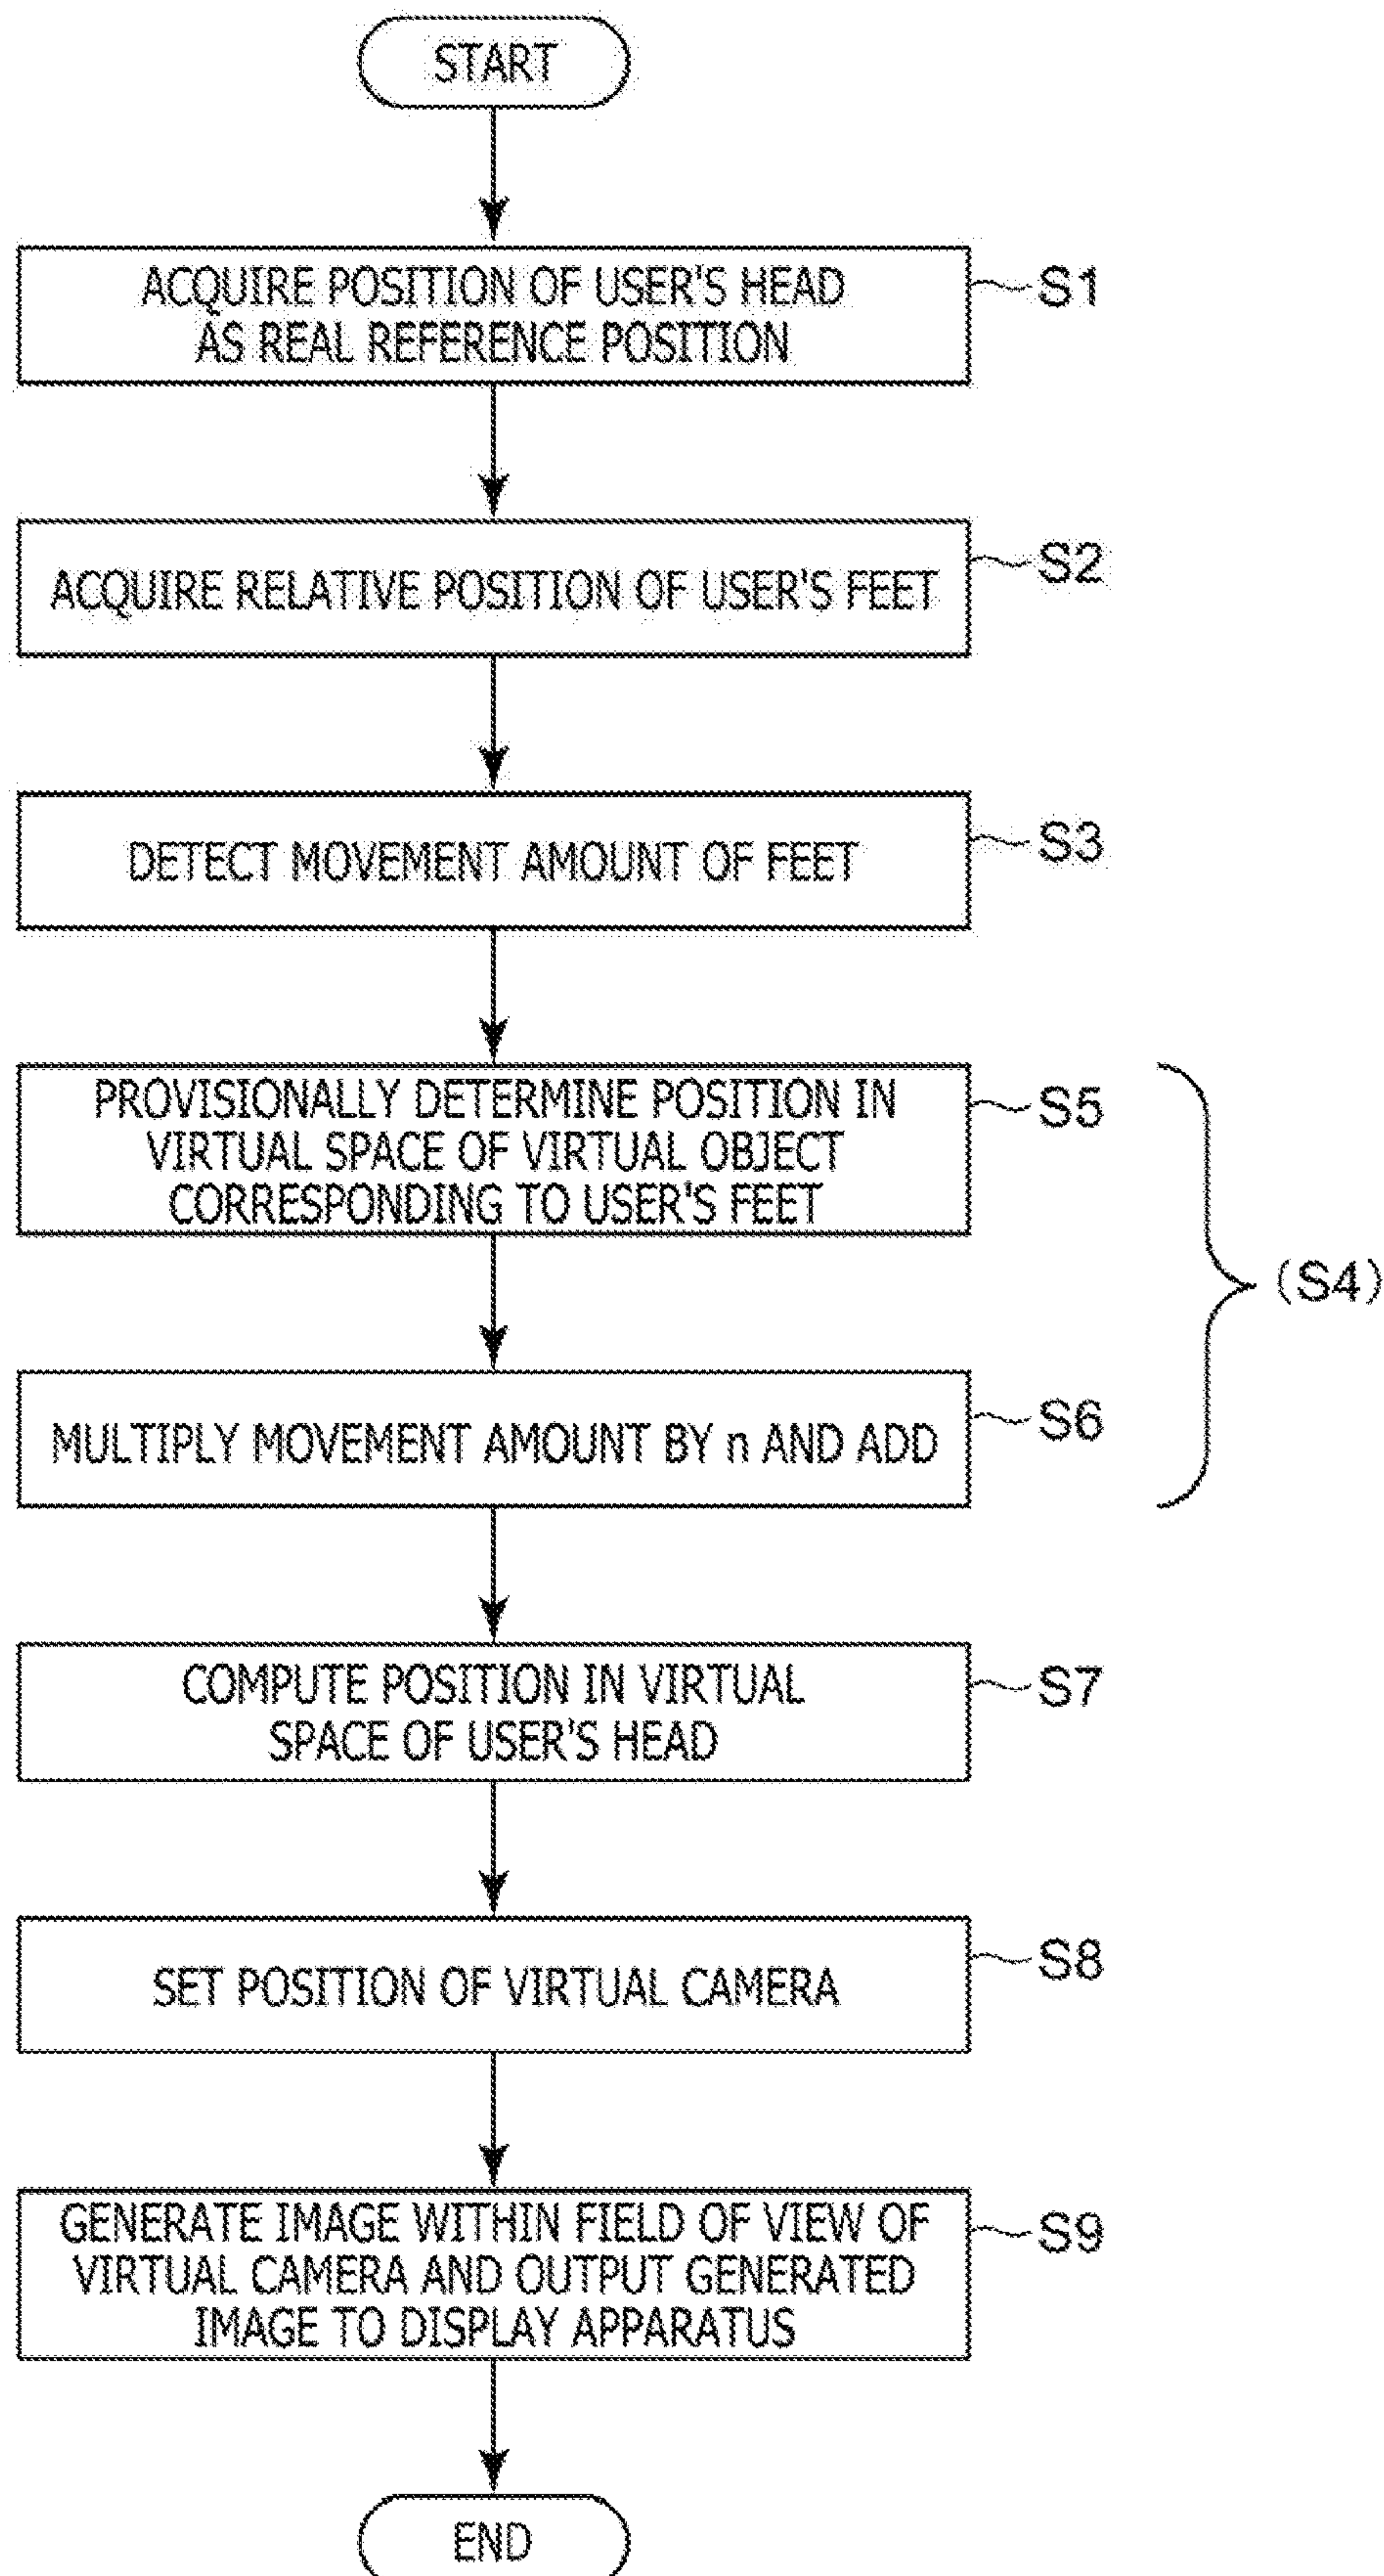 START
ACQUIRE POSITION OF USER'S HEAD
AS REAL REFERENCE POSITION
S1
ACQUIRE RELATIVE POSITION OF USER'S FEET
S2
DETECT MOVEMENT AMOUNT OF FEET
S3
PROVISIONALLY DETERMINE POSITION IN
VIRTUAL SPACE OF VIRTUAL OBJECT
CORRESPONDING TO USER'S FEET
S5
(S4)
MULTIPLY MOVEMENT AMOUNT BY n AND ADD
S6
COMPUTE POSITION IN VIRTUAL
SPACE OF USER'S HEAD
S7
SET POSITION OF VIRTUAL CAMERA
S8
GENERATE IMAGE WITHIN FIELD OF VIEW OF
VIRTUAL CAMERA AND OUTPUT GENERATED
IMAGE TO DISPLAY APPARATUS
S9
END